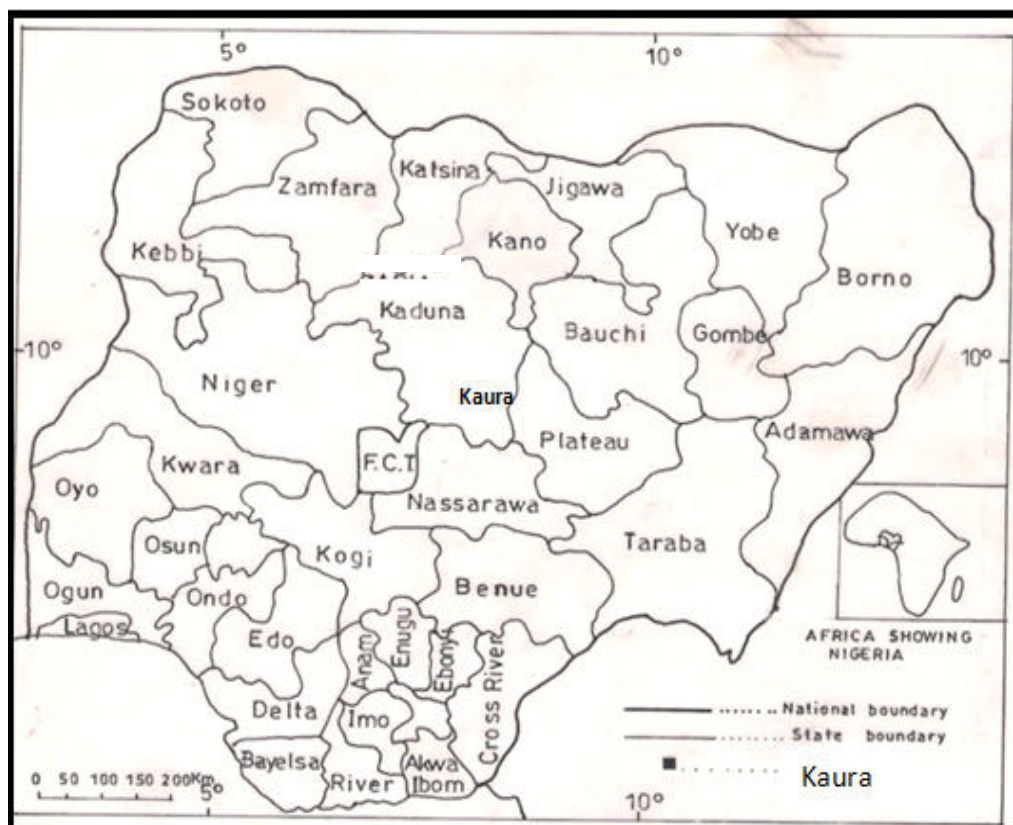 5° 10°
Sokoto
Katsina
Zamfara Jigawa
Kano Yobe
Kebbi Borno
Kaduna
Bauchi Gombe
10° 10°
Niger
Kaura
Plateau Adamawa
F.C.T
Kwara
Oyo Nassarawa
Osun Kogi Taraba
Ogun Ondo Benue
Lagos Edo Anam Enugu Ebony Cross River
AFRICA SHOWING
NIGERIA
Delta Imo
National boundary
State boundary
Bayelsa River Akwa
Ibom
Kaura
0 50 100 150 200Km
5° 10°